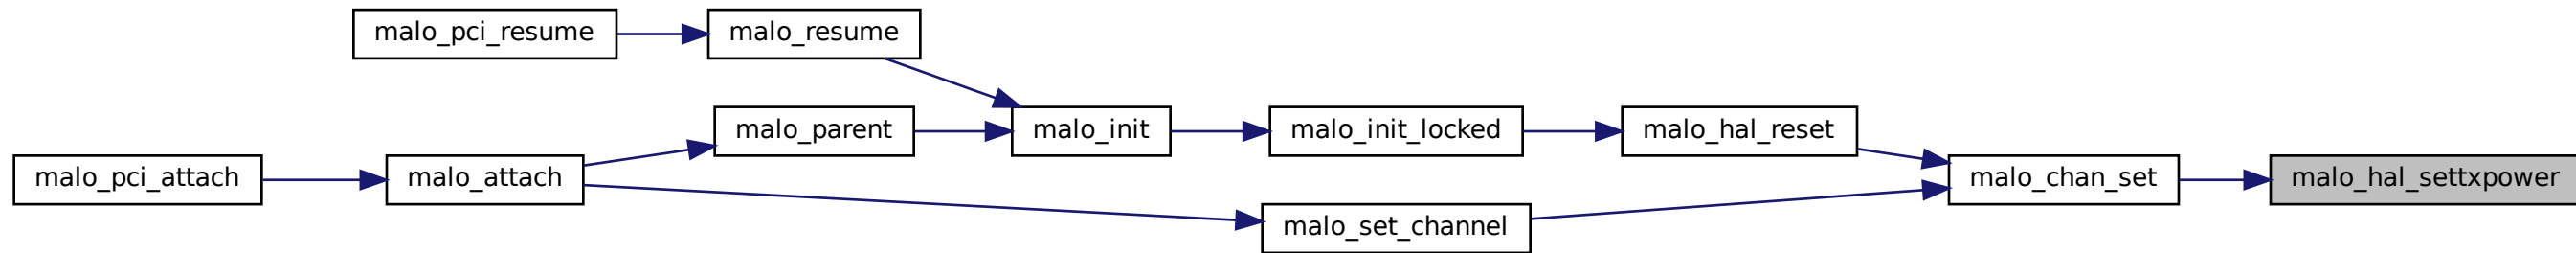 malo_pci_resume
malo_resume
malo_parent
malo_init
malo_init_locked
malo_hal_reset
malo_pci_attach
malo_attach
malo_chan_set
malo_hal_settxpower
malo_set_channel